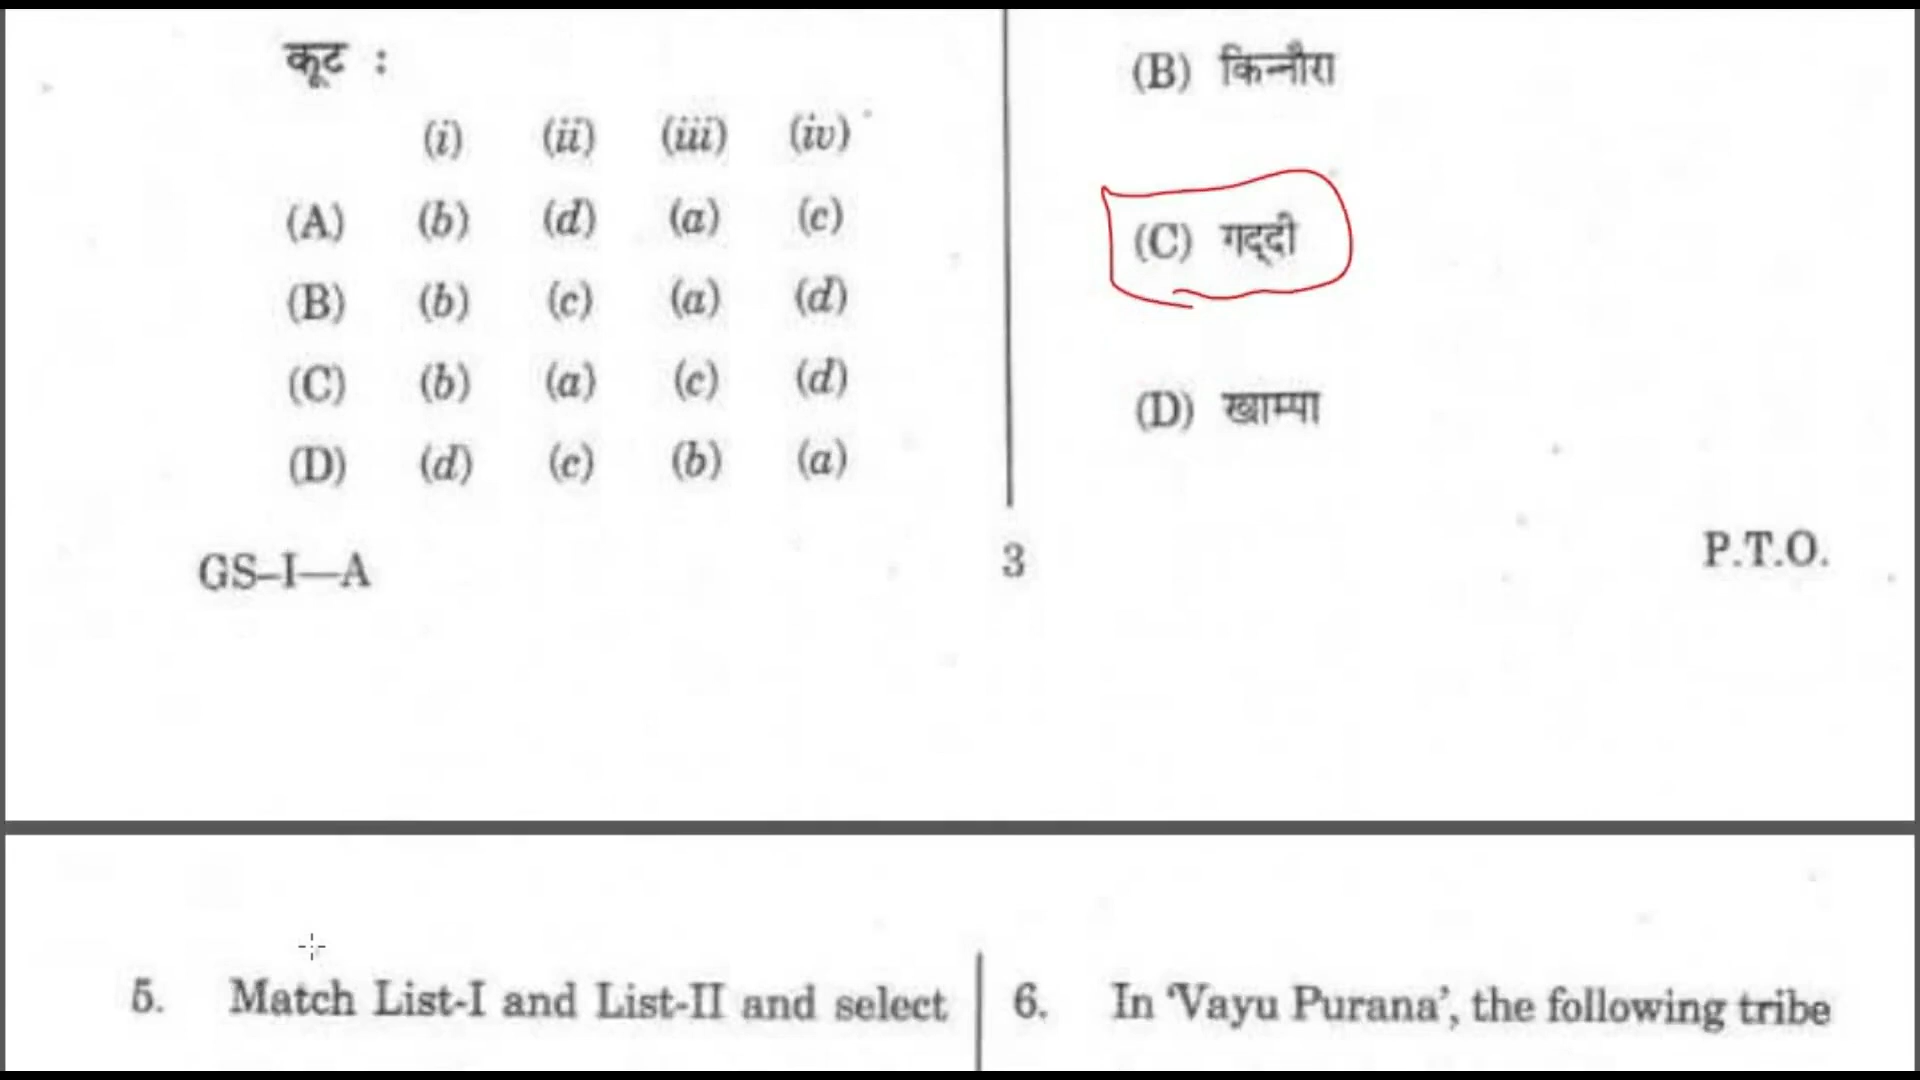 कूट :
(i) (ii) (iii) (iv)
(A) (b) (d) (a) (c)
(B) (b) (c) (a) (d)
(C) (b) (a) (c) (d)
(D) (d) (c) (b) (a)
(B) किन्नौरा
(C) गद्दी
(D) खाम्पा
GS–I—A
3
P.T.O.
5. Match List-I and List-II and select
6. In ‘Vayu Purana’, the following tribe